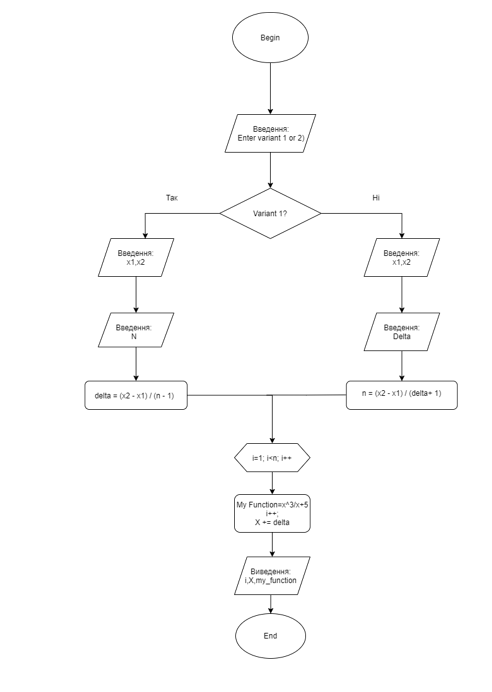 Begin
Введення:
Enter variant 1 or 2)
Variant 1?
Так
Ні
Введення:
x1,x2
Введення:
x1,x2
Введення:
N
Введення:
Delta
delta = (x2 - x1) / (n - 1)
n = (x2 - x1) / (delta+ 1)
i=1; i<n; i++
My Function=x^3/x+5
i++;
X += delta
Виведення:
i,X,my_function
End